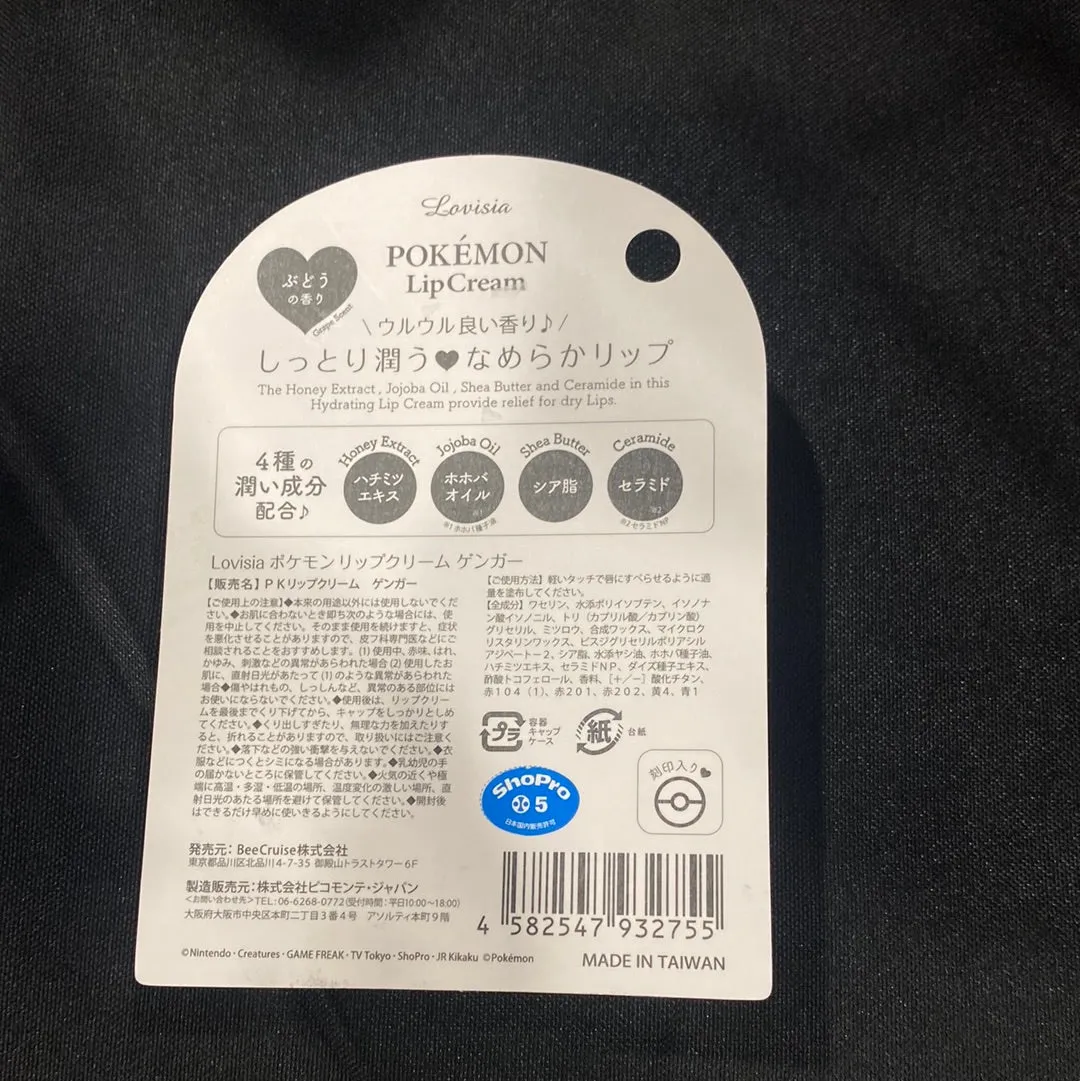 Lovisia
POKÉMON
Lip Cream
ぶどう
の香り
Grape Scent
\ ウルウル良い香り♪ /
しっとり潤う♥なめらかリップ
The Honey Extract , Jojoba Oil , Shea Butter and Ceramide in this
Hydrating Lip Cream provide relief for dry Lips.
4種の
潤い成分
配合♪
Honey Extract
ハチミツ
エキス
Jojoba Oil
ホホバ
オイル
※1
※1 ホホバ種子油
Shea Butter
シア脂
Ceramide
セラミド
※2
※2 セラミドNP
Lovisia ポケモンリップクリーム ゲンガー
【販売名】PKリップクリーム ゲンガー
【ご使用上の注意】◆本来の用途以外には使用しないでくだ
さい。◆お肌に合わないとき即ち次のような場合には、使
用を中止してください。そのまま使用を続けますと、症状
を悪化させることがありますので、皮フ科専門医などにご
相談されることをおすすめします。(1) 使用中、赤味、はれ、
かゆみ、刺激などの異常があらわれた場合 (2) 使用したお
肌に、直射日光があたって (1) のような異常があらわれた
場合◆傷やはれもの、しっしんなど、異常のある部位には
お使いにならないでください。◆使用後は、リップクリー
ムを最後までくり下げてから、キャップをしっかりとしめ
てください。◆くり出しすぎたり、無理な力を加えたりす
ると、折れることがありますので、取り扱いにはご注意く
ださい。◆落下などの強い衝撃を与えないでください。◆衣
服などにつくとシミになる場合があります。◆乳幼児の手
の届かないところに保管してください。◆火気の近くや極
端に高温・多湿・低温の場所、温度変化の激しい場所、直
射日光のあたる場所を避けて保管してください。◆開封後
はできるだけ早めに使いきるようにしてください。
【ご使用方法】軽いタッチで唇にすべらせるように適
量を塗布してください。
【全成分】ワセリン、水添ポリイソブテン、イソノナ
ン酸イソノニル、トリ（カプリル酸／カプリン酸）
グリセリル、ミツロウ、合成ワックス、マイクロク
リスタリンワックス、ビスジグリセリルポリアシル
アジペート－2、シア脂、水添ヤシ油、ホホバ種子油、
ハチミツエキス、セラミドNP、ダイズ種子エキス、
酢酸トコフェロール、香料、［＋／－］酸化チタン、
赤104（1）、赤201、赤202、黄4、青1
プラ
容器
キャップ
ケース
紙
台紙
ShoPro
5
日本国内販売許可
刻印入り♥
発売元：BeeCruise株式会社
東京都品川区北品川4-7-35 御殿山トラストタワー6F
製造販売元：株式会社ピコモンテ・ジャパン
＜お問い合わせ先＞TEL：06-6268-0772(受付時間：平日10:00～18:00)
大阪府大阪市中央区本町二丁目3番4号 アソルティ本町9階
4 582547 932755
©Nintendo・Creatures・GAME FREAK・TV Tokyo・ShoPro・JR Kikaku ©Pokémon
MADE IN TAIWAN